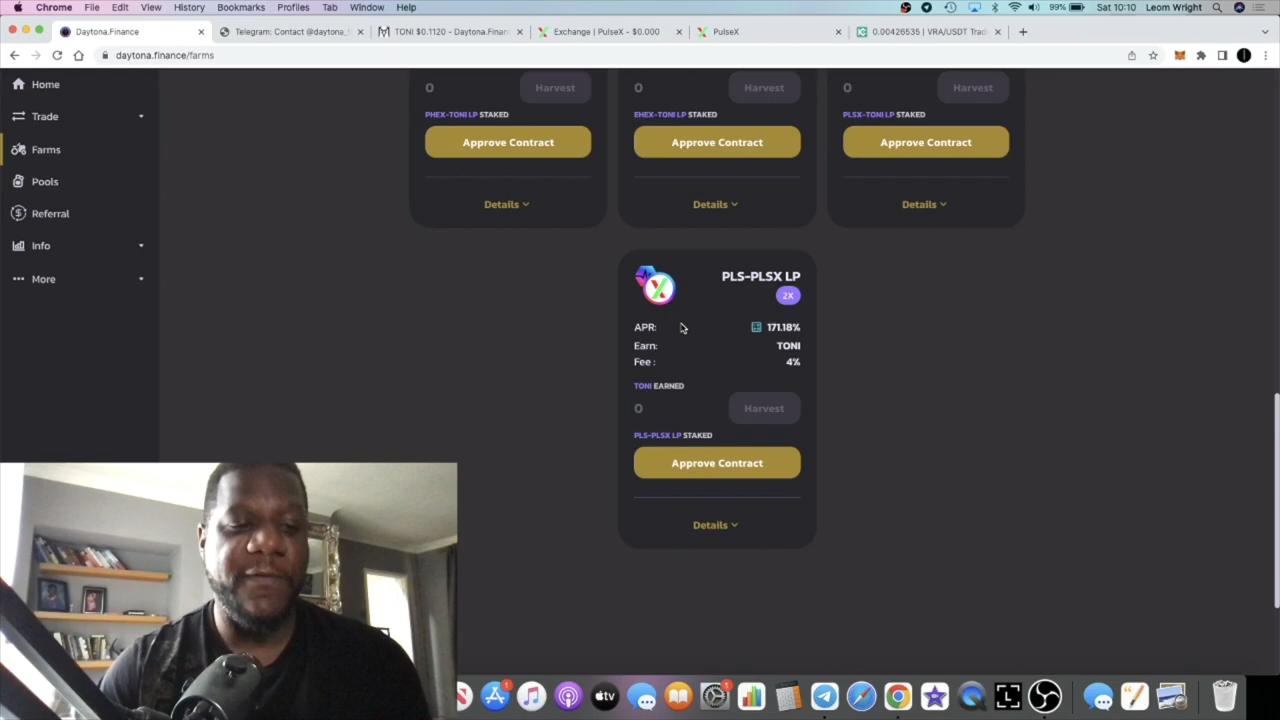 Chrome File Edit View History Bookmarks Profiles Tab Window Help 99% Sat 10:10 Leom Wright
Daytona.Finance Telegram: Contact @daytona_ TONI $0.1120 - Daytona.Finan Exchange | PulseX - $0.000 PulseX 0.00426535 | VRA/USDT Trad
daytona.finance/farms
Home
Trade
Farms
Pools
Referral
Info
More
0 Harvest 0 Harvest 0 Harvest
PHEX-TONI LP STAKED EHEX-TONI LP STAKED PLSX-TONI LP STAKED
Approve Contract Approve Contract Approve Contract
Details Details Details
PLS-PLSX LP
2X
APR: 171.18%
Earn: TONI
Fee : 4%
TONI EARNED
0 Harvest
PLS-PLSX LP STAKED
Approve Contract
Details
tv